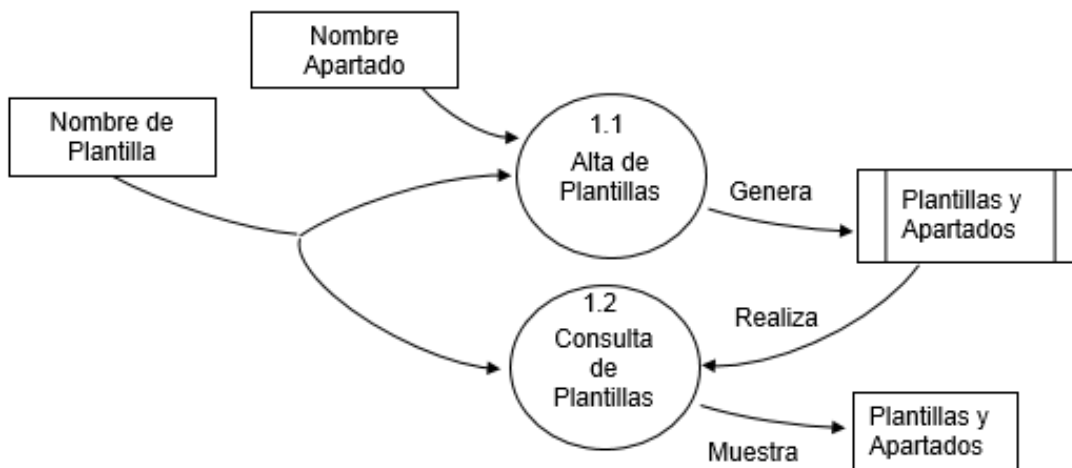 Nombre
Apartado
Nombre de
Plantilla
1.1
Alta de
Plantillas
Genera
Plantillas y
Apartados
1.2
Consulta
de
Plantillas
Realiza
Muestra
Plantillas y
Apartados